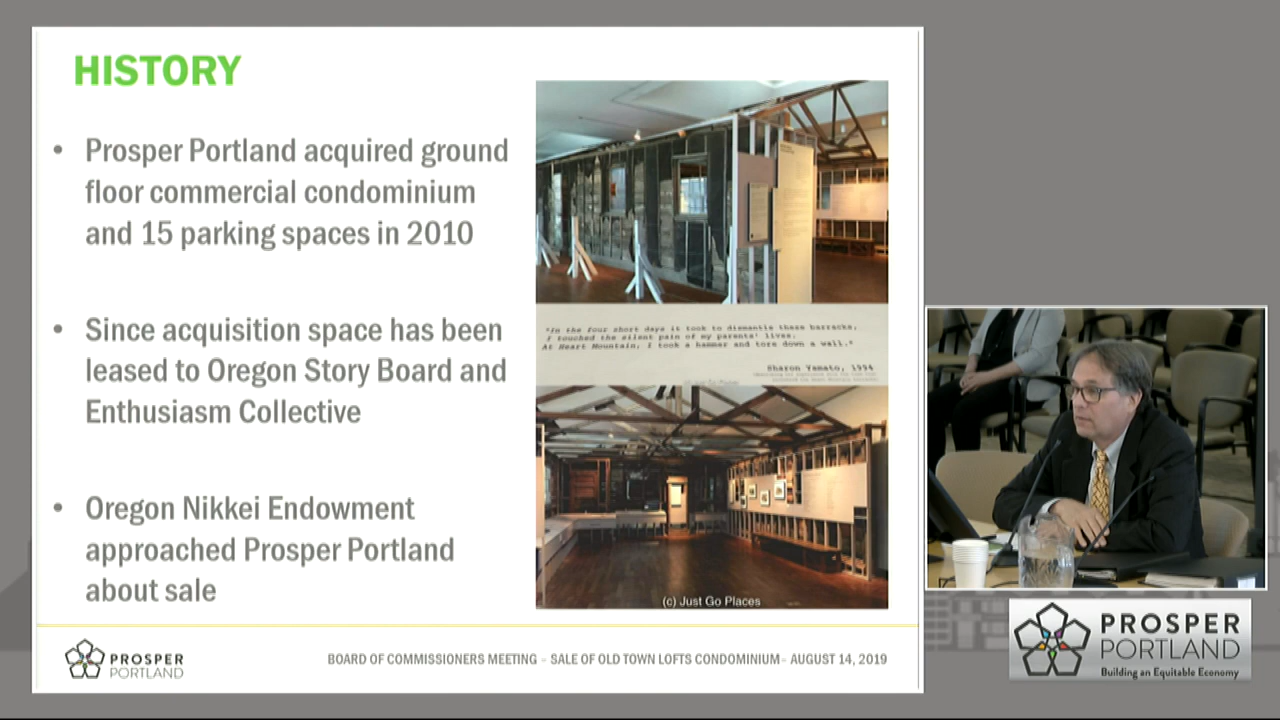 HISTORY
• Prosper Portland acquired ground
floor commercial condominium
and 15 parking spaces in 2010
• Since acquisition space has been
leased to Oregon Story Board and
Enthusiasm Collective
• Oregon Nikkei Endowment
approached Prosper Portland
about sale
"In the four short days it took to dismantle these barracks,
I touched the silent pain of my parents' lives.
At Heart Mountain, I took a hammer and tore down a wall."
Sharon Yamato, 1994
(c) Just Go Places
PROSPER
PORTLAND
BOARD OF COMMISSIONERS MEETING – SALE OF OLD TOWN LOFTS CONDOMINIUM – AUGUST 14, 2019
PROSPER
PORTLAND
Building an Equitable Economy